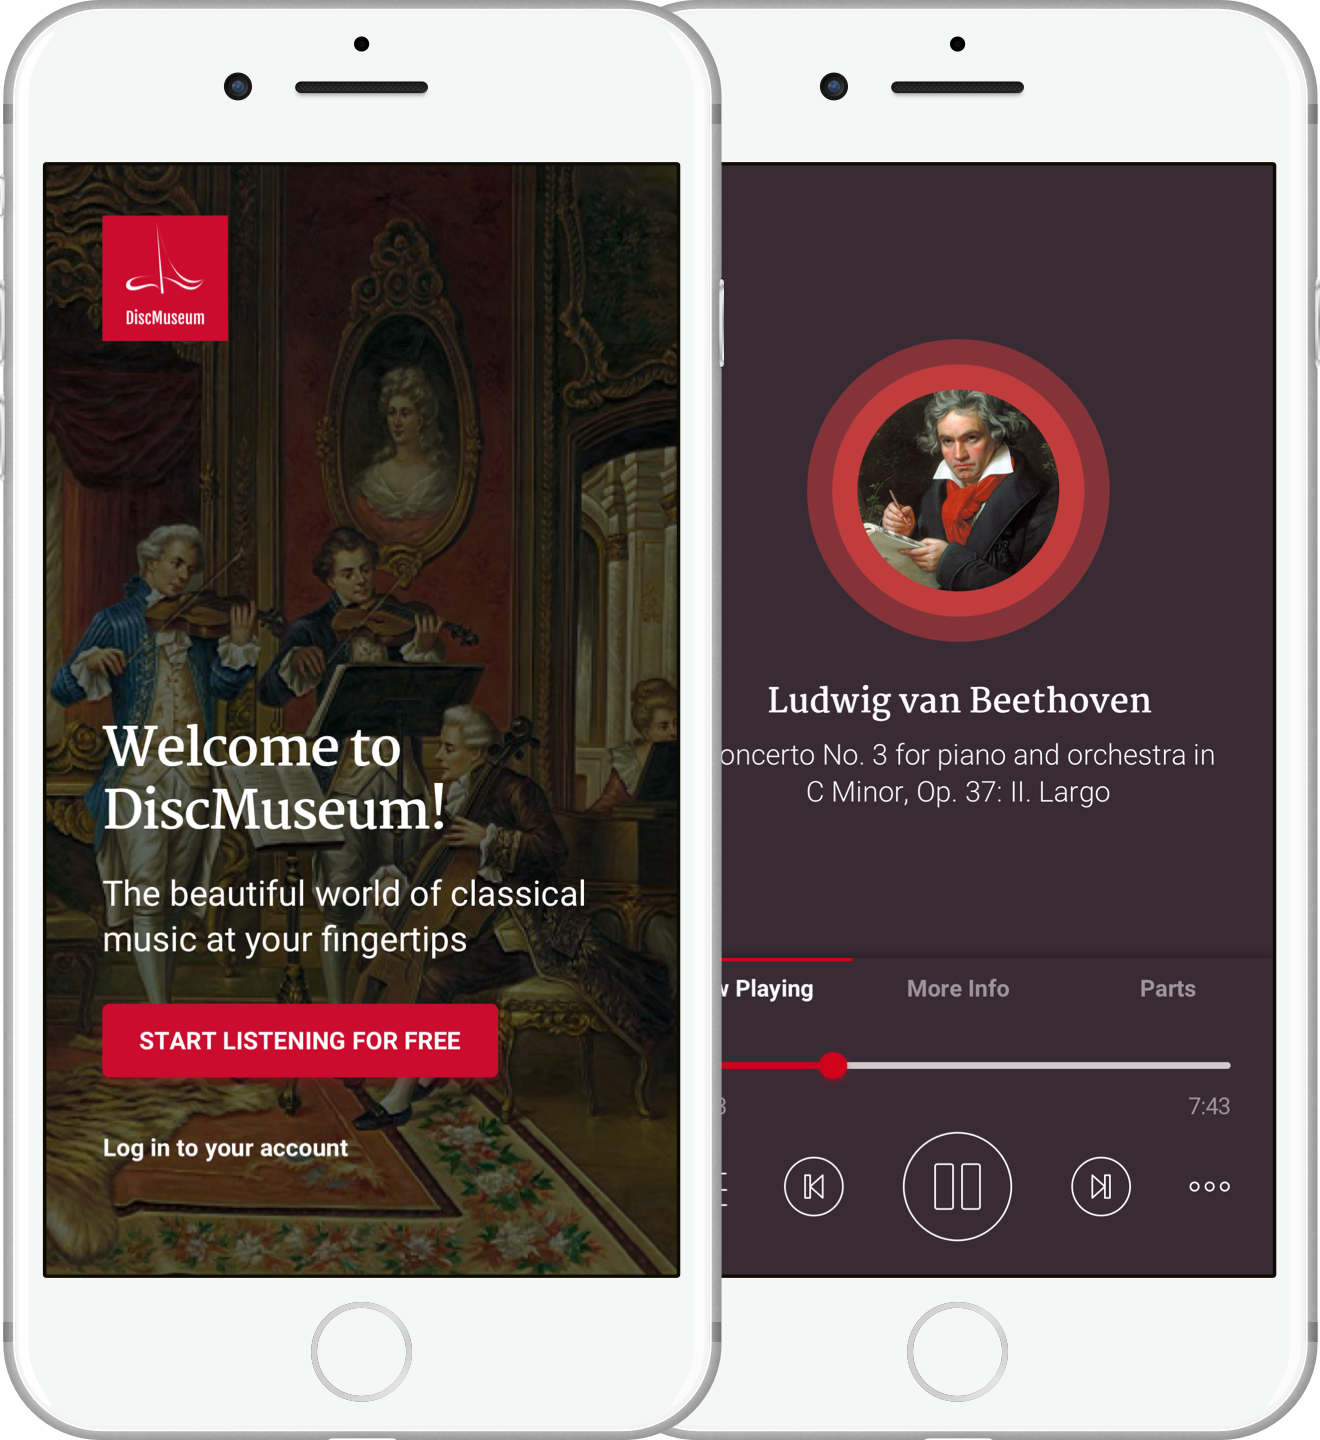 DiscMuseum
Welcome to
DiscMuseum!
The beautiful world of classical
music at your fingertips
START LISTENING FOR FREE
Log in to your account
Ludwig van Beethoven
oncerto No. 3 for piano and orchestra in
C Minor, Op. 37: II. Largo
Playing
More Info
Parts
7:43